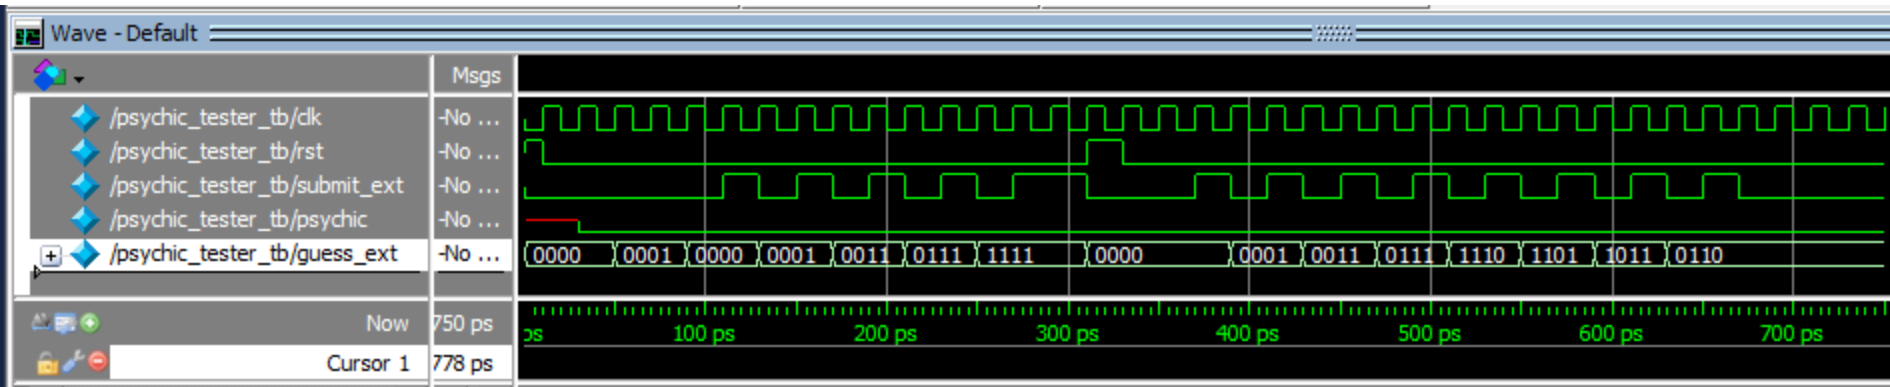 Wave - Default
Msgs
/psychic_tester_tb/clk -No ...
/psychic_tester_tb/rst -No ...
/psychic_tester_tb/submit_ext -No ...
/psychic_tester_tb/psychic -No ...
/psychic_tester_tb/guess_ext -No ... 0000 0001 0000 0001 0011 0111 1111 0000 0001 0011 0111 1110 1101 1011 0110
Now 750 ps ps 100 ps 200 ps 300 ps 400 ps 500 ps 600 ps 700 ps
Cursor 1 778 ps